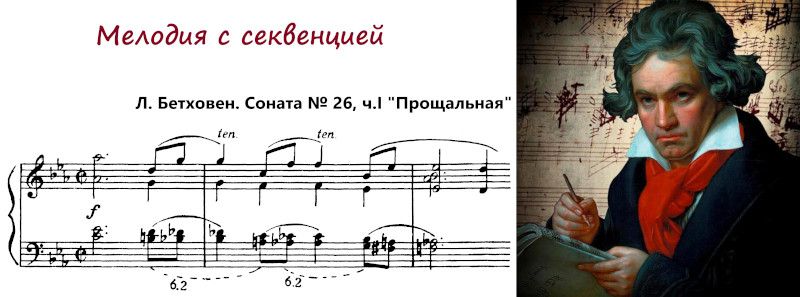 Мелодия с секвенцией
Л. Бетховен. Соната № 26, ч.I "Прощальная"
ten. ten.
f
6.2 6.2